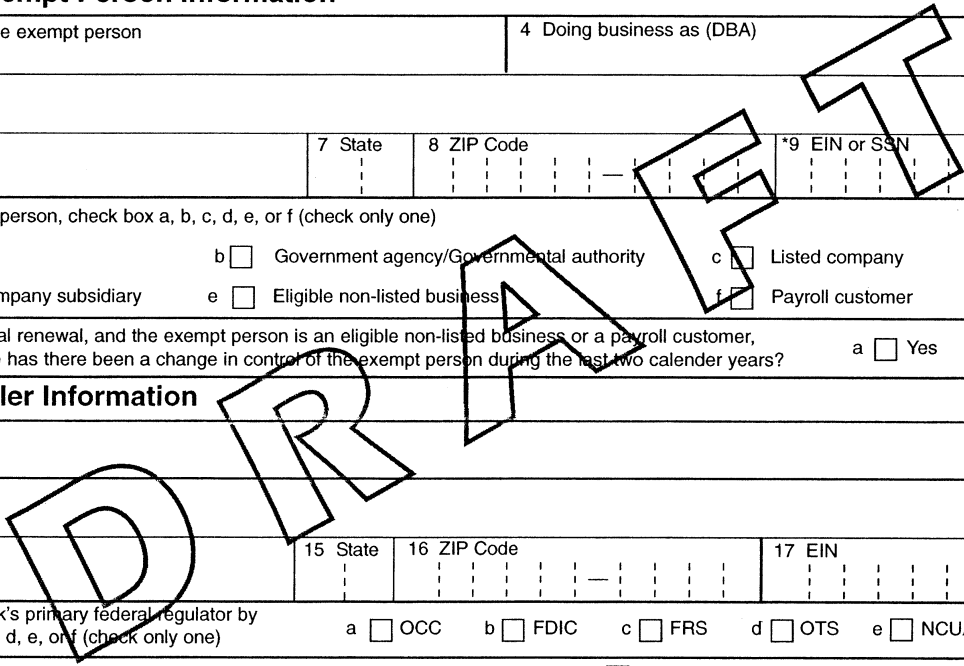 empt Person Information
e exempt person
4 Doing business as (DBA)
7 State
8 ZIP Code
*9 EIN or SSN
person, check box a, b, c, d, e, or f (check only one)
b Government agency/Governmental authority
c Listed company
mpany subsidiary
e Eligible non-listed business
f Payroll customer
al renewal, and the exempt person is an eligible non-listed business or a payroll customer,
e has there been a change in control of the exempt person during the last two calender years?
a Yes
ler Information
15 State
16 ZIP Code
17 EIN
k's primary federal regulator by
d, e, or f (check only one)
a OCC
b FDIC
c FRS
d OTS
e NCUA
DRAFT